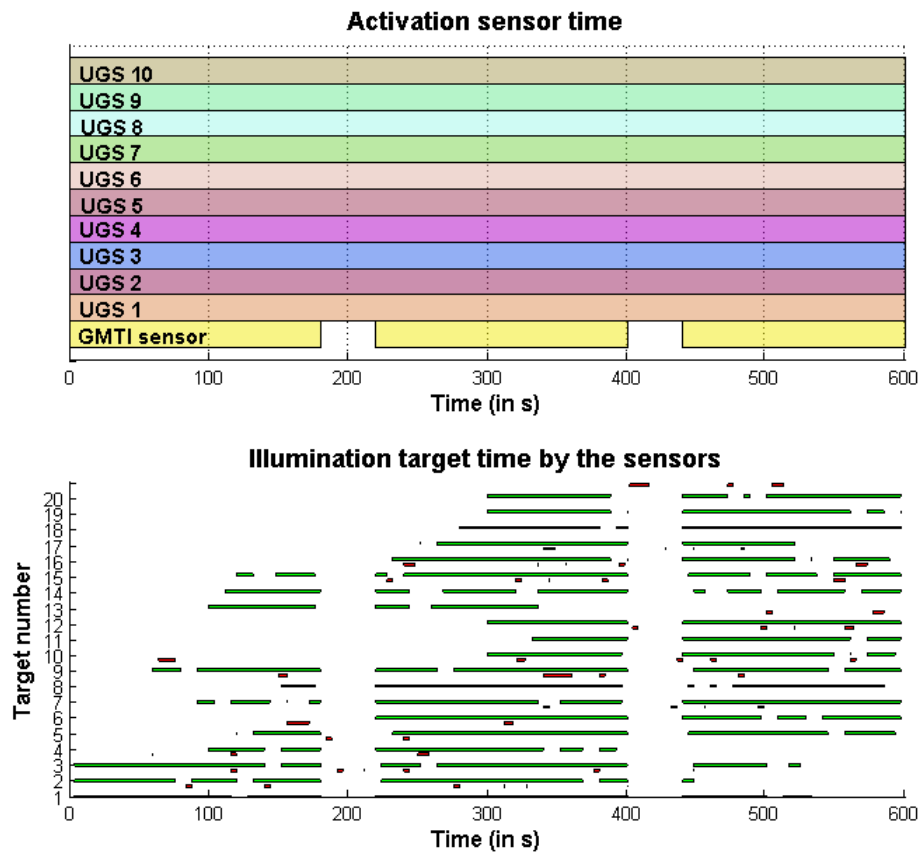 Activation sensor time
UGS 10
UGS 9
UGS 8
UGS 7
UGS 6
UGS 5
UGS 4
UGS 3
UGS 2
UGS 1
GMTI sensor
0 100 200 300 400 500 600
Time (in s)
Illumination target time by the sensors
20
19
18
17
16
15
14
13
12
11
10
9
8
7
6
5
4
3
2
1
Target number
0 100 200 300 400 500 600
Time (in s)